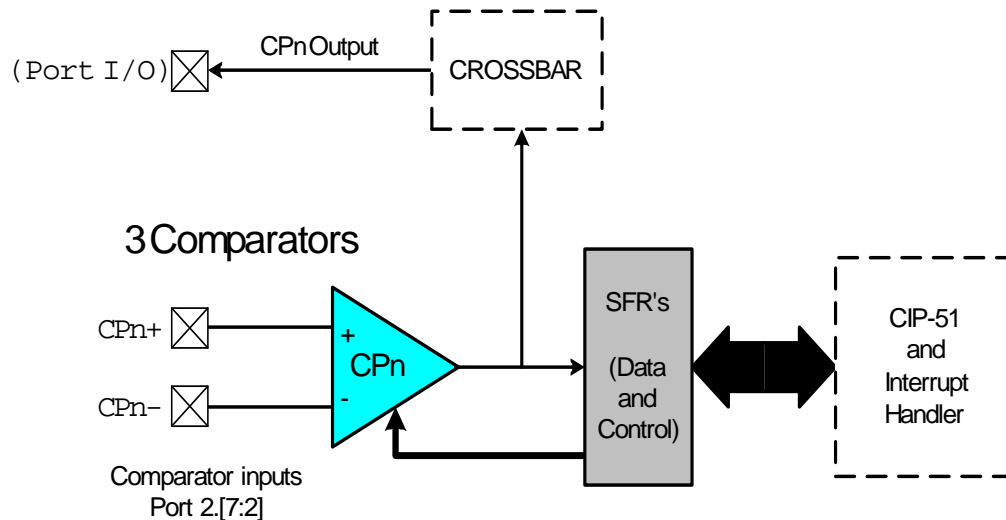 CPn Output
(Port I/O)
CROSSBAR
3 Comparators
CPn+
+
CPn
CPn-
-
SFR's
(Data
and
Control)
CIP-51
and
Interrupt
Handler
Comparator inputs
Port 2.[7:2]